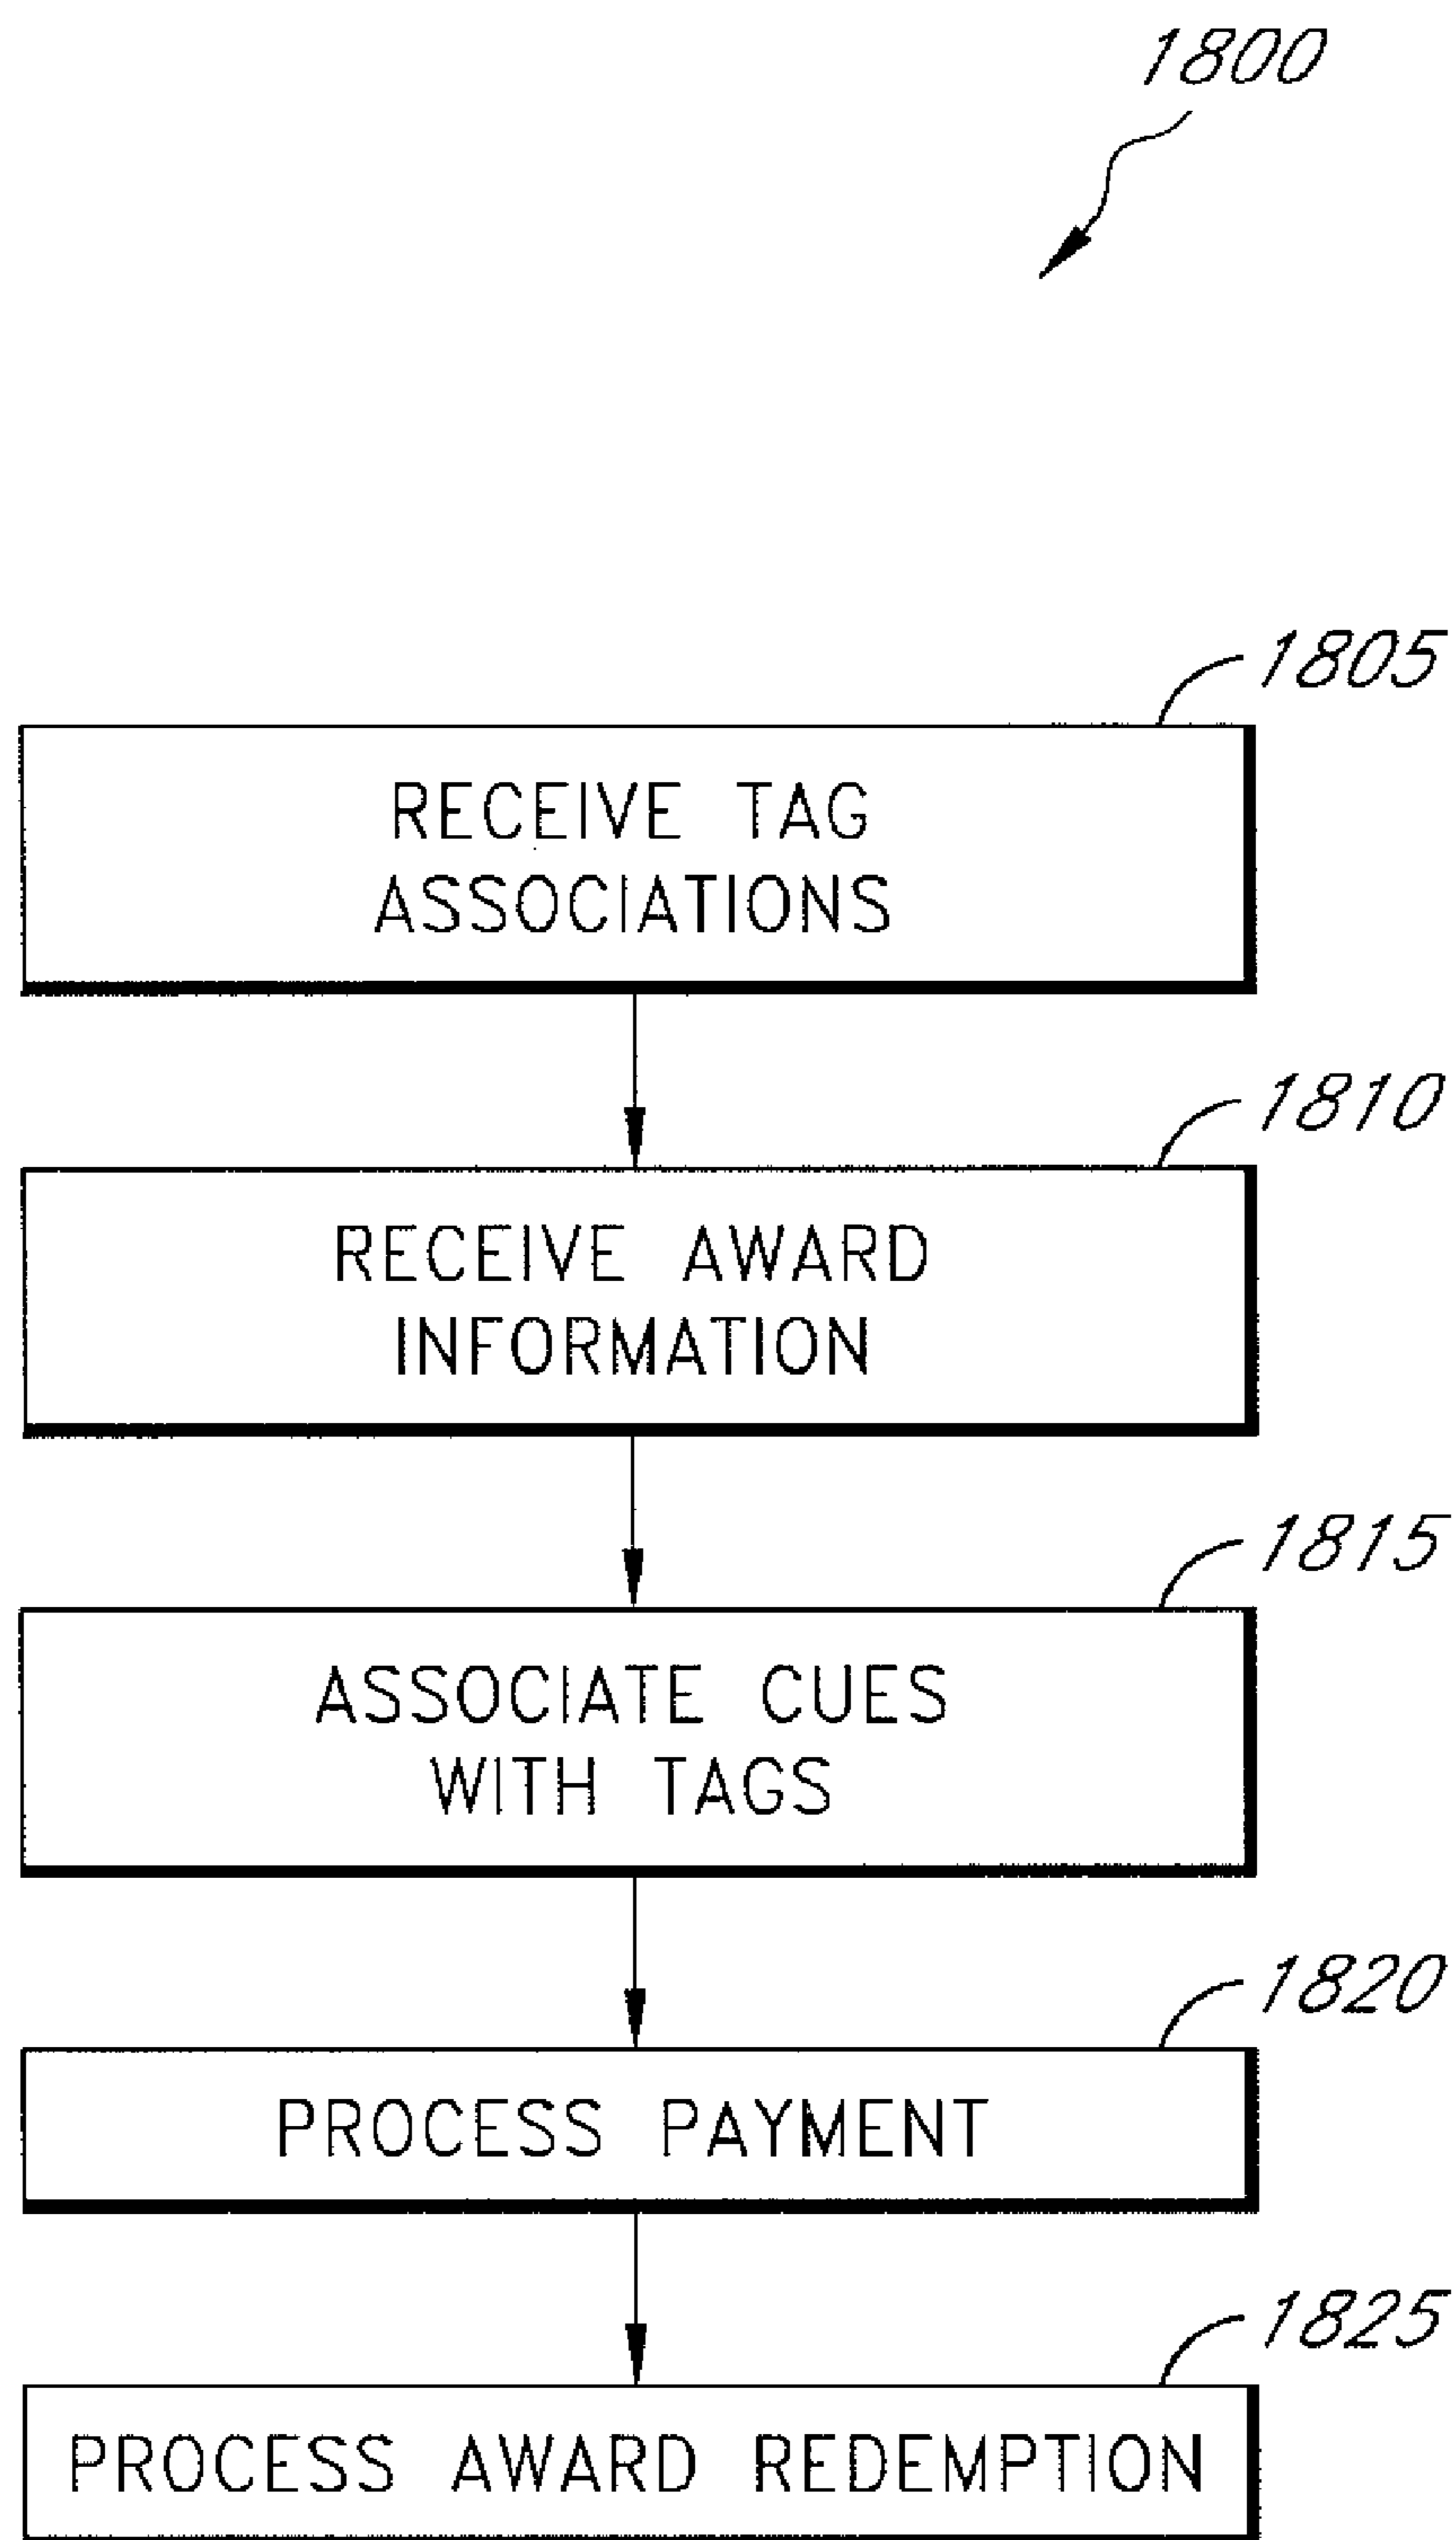 1800
1805
RECEIVE TAG
ASSOCIATIONS
1810
RECEIVE AWARD
INFORMATION
1815
ASSOCIATE CUES
WITH TAGS
1820
PROCESS PAYMENT
1825
PROCESS AWARD REDEMPTION